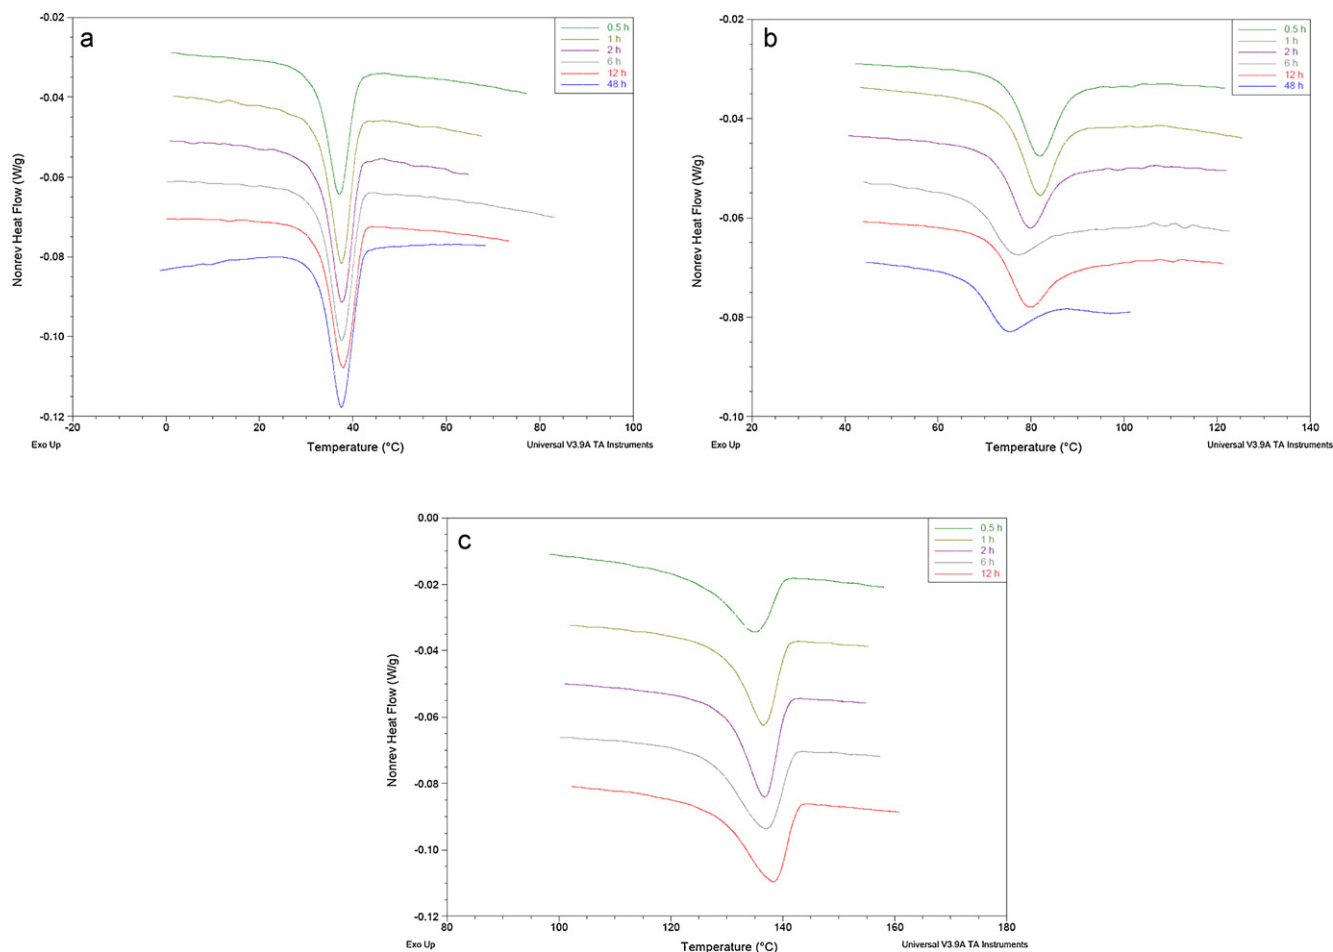 a
-0.02
-0.04
-0.06
-0.08
-0.10
-0.12
Nonrev Heat Flow (W/g)
0.5 h
1 h
2 h
6 h
12 h
48 h
-20
0
20
40
60
80
100
Exo Up
Temperature (°C)
Universal V3.9A TA Instruments
b
-0.02
-0.04
-0.06
-0.08
-0.10
Nonrev Heat Flow (W/g)
0.5 h
1 h
2 h
6 h
12 h
48 h
20
40
60
80
100
120
140
Exo Up
Temperature (°C)
Universal V3.9A TA Instruments
c
0.00
-0.02
-0.04
-0.06
-0.08
-0.10
-0.12
Nonrev Heat Flow (W/g)
0.5 h
1 h
2 h
6 h
12 h
80
100
120
140
160
180
Exo Up
Temperature (°C)
Universal V3.9A TA Instruments